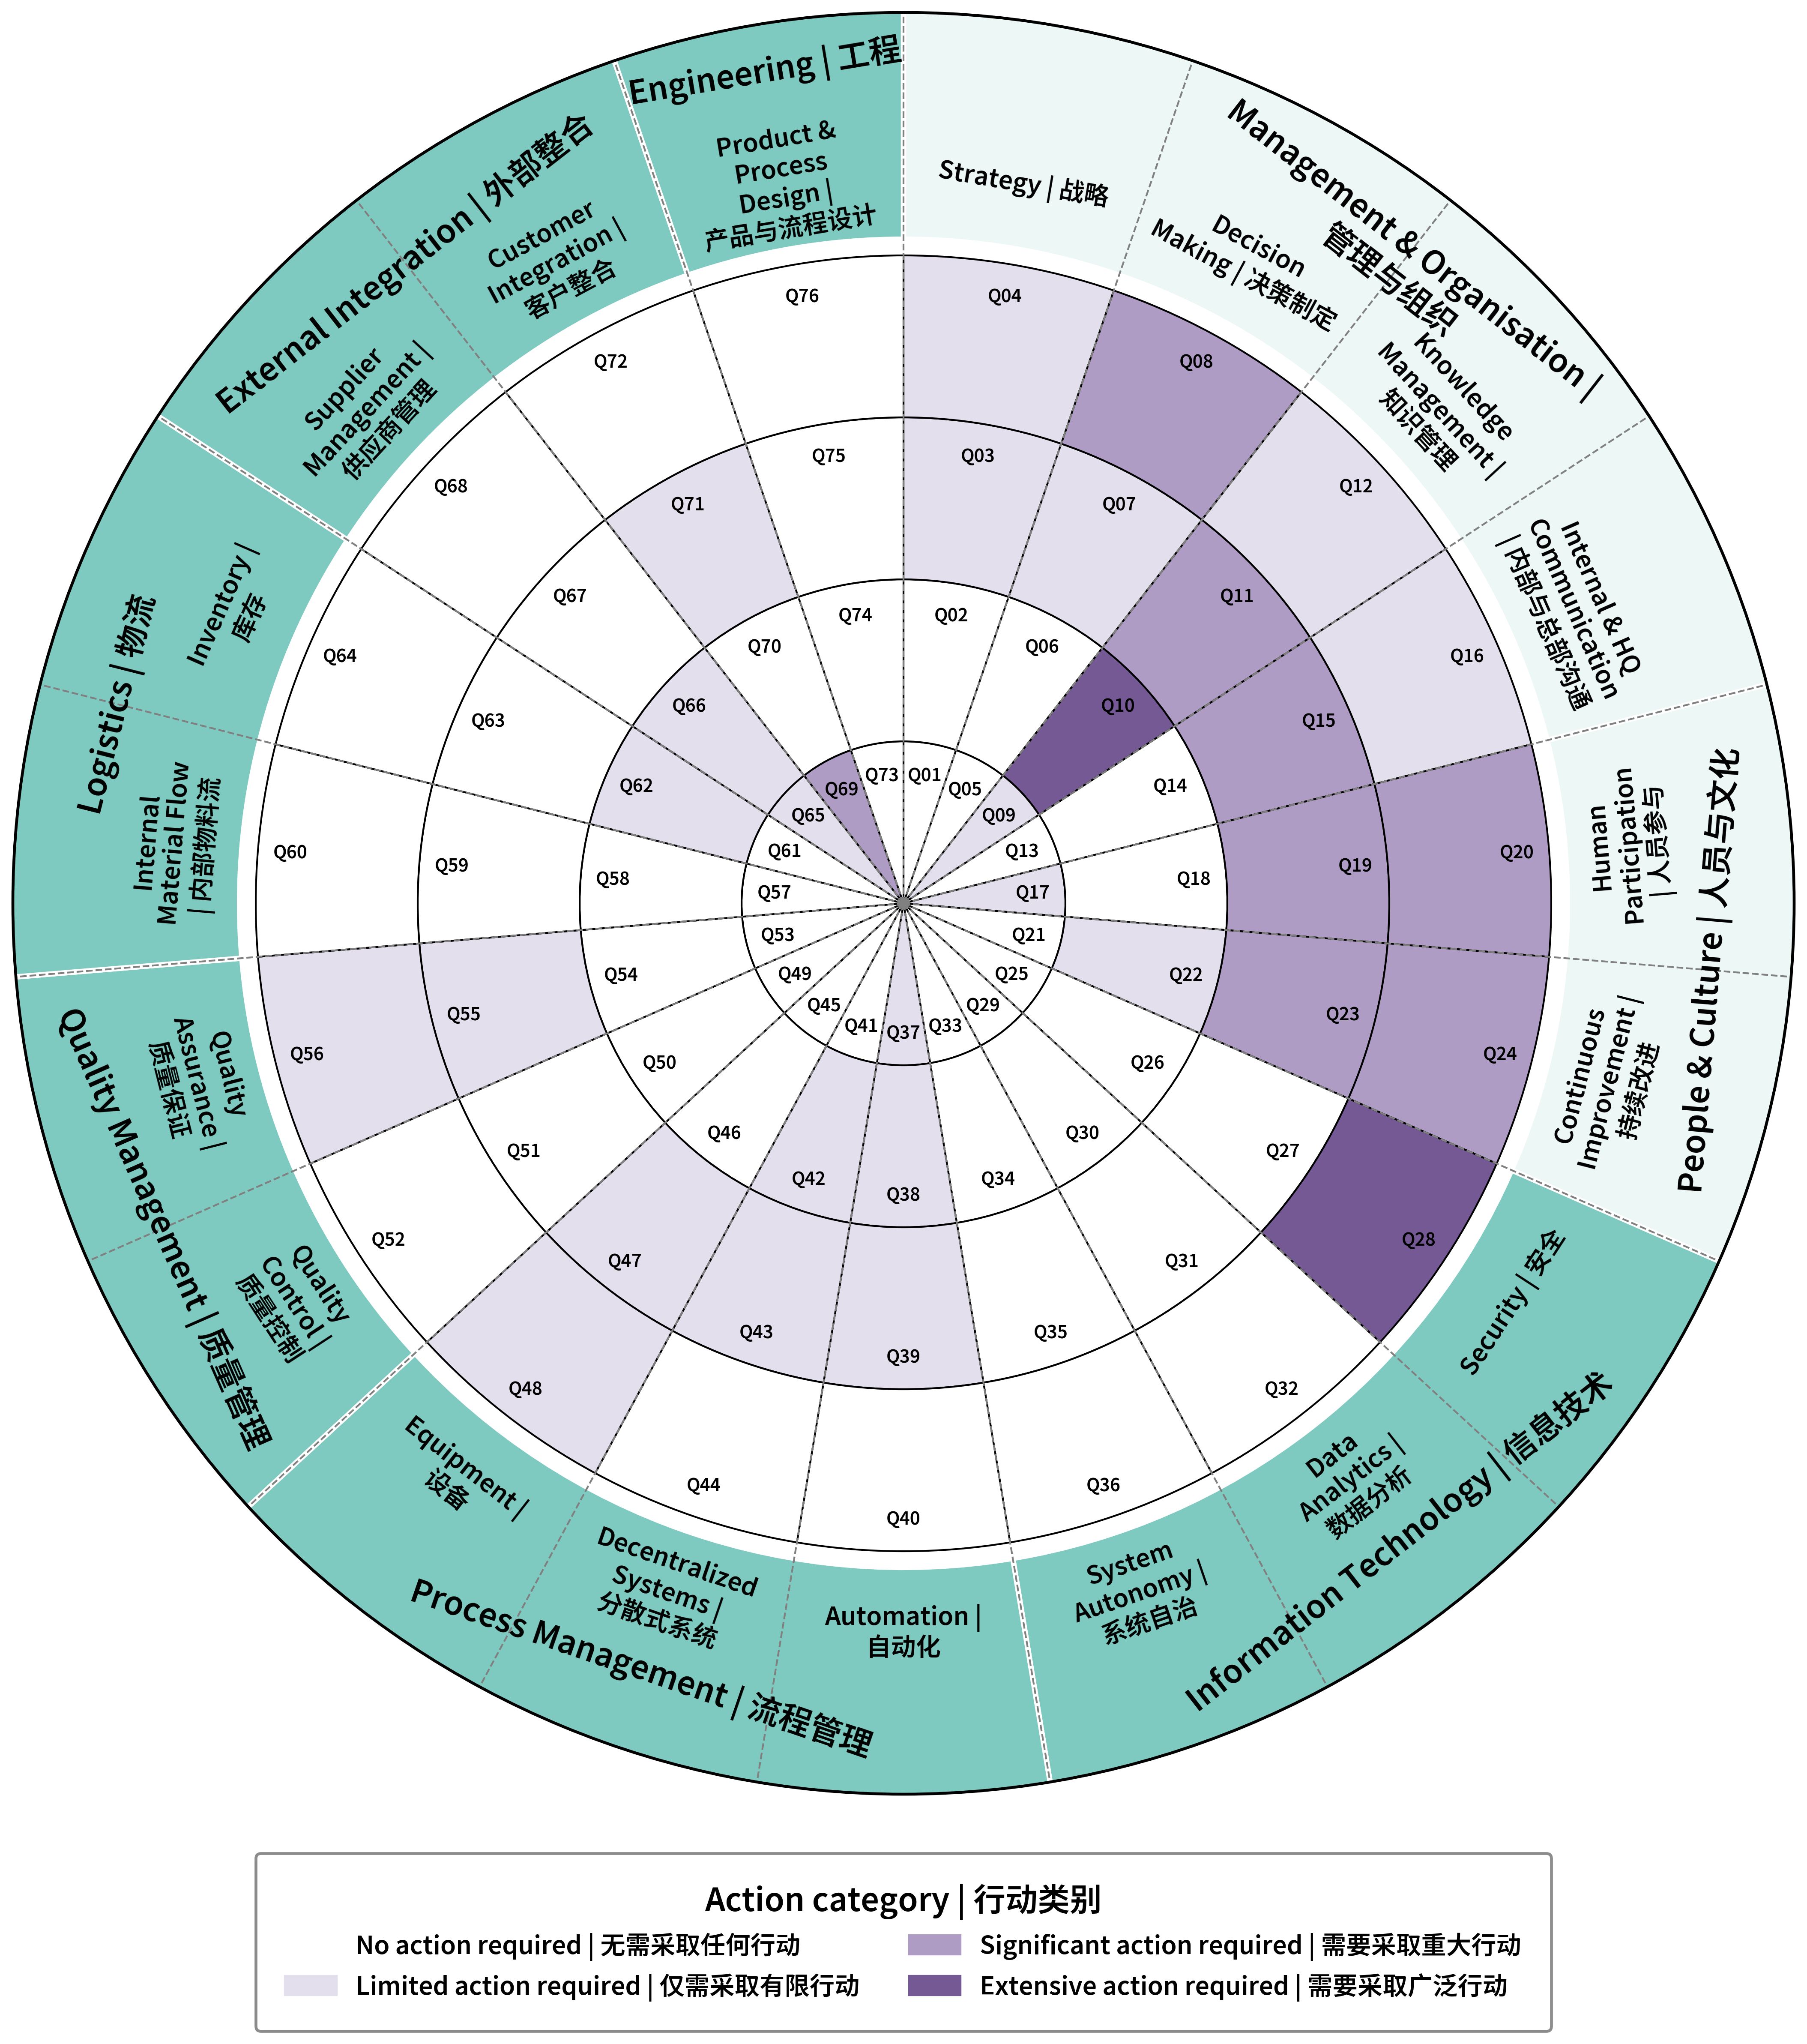 Engineering | 工程
Product &
Process
Design |
产品与流程设计
Strategy | 战略
Management & Organisation |
管理与组织
Decision
Making | 决策制定
Knowledge
Management |
知识管理
Internal & HQ
Communication
| 内部与总部沟通
People & Culture | 人员与文化
Human
Participation
| 人员参与
Continuous
Improvement |
持续改进
Information Technology | 信息技术
Security | 安全
Data
Analytics |
数据分析
System
Autonomy |
系统自治
Process Management | 流程管理
Automation |
自动化
Decentralized
Systems |
分散式系统
Equipment |
设备
Quality Management | 质量管理
Quality
Control |
质量控制
Quality
Assurance |
质量保证
Logistics | 物流
Internal
Material Flow
| 内部物料流
Inventory |
库存
External Integration | 外部整合
Supplier
Management |
供应商管理
Customer
Integration |
客户整合
Q01
Q02
Q03
Q04
Q05
Q06
Q07
Q08
Q09
Q10
Q11
Q12
Q13
Q14
Q15
Q16
Q17
Q18
Q19
Q20
Q21
Q22
Q23
Q24
Q25
Q26
Q27
Q28
Q29
Q30
Q31
Q32
Q33
Q34
Q35
Q36
Q37
Q38
Q39
Q40
Q41
Q42
Q43
Q44
Q45
Q46
Q47
Q48
Q49
Q50
Q51
Q52
Q53
Q54
Q55
Q56
Q57
Q58
Q59
Q60
Q61
Q62
Q63
Q64
Q65
Q66
Q67
Q68
Q69
Q70
Q71
Q72
Q73
Q74
Q75
Q76
Action category | 行动类别
No action required | 无需采取任何行动
Limited action required | 仅需采取有限行动
Significant action required | 需要采取重大行动
Extensive action required | 需要采取广泛行动